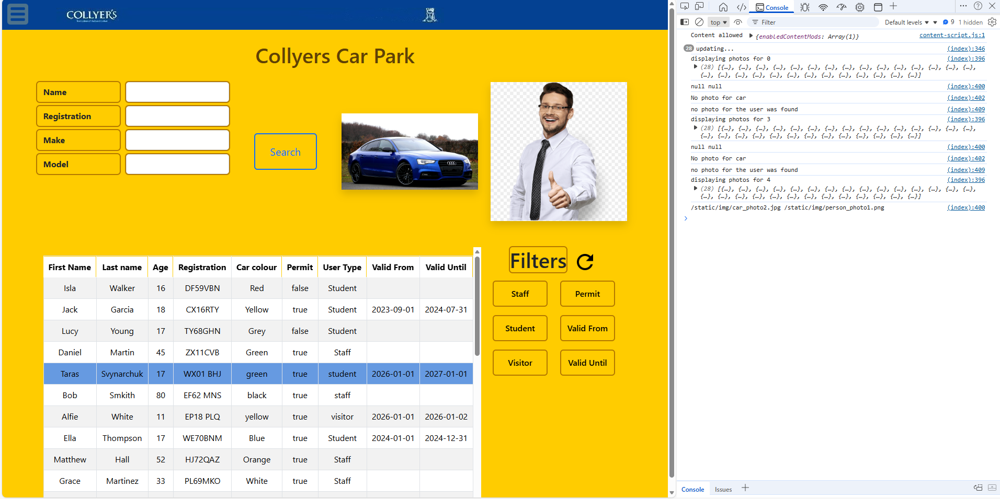 COLLYER'S
The College of Richard Collyer
Collyers Car Park
Name
Registration
Make
Model
Search
First Name Last name Age Registration Car colour Permit User Type Valid From Valid Until
Isla Walker 16 DF59VBN Red false Student
Jack Garcia 18 CX16RTY Yellow true Student 2023-09-01 2024-07-31
Lucy Young 17 TY68GHN Grey false Student
Daniel Martin 45 ZX11CVB Green true Staff
Taras Svynarchuk 17 WX01 BHJ green true student 2026-01-01 2027-01-01
Bob Smkith 80 EF62 MNS black true staff
Alfie White 11 EP18 PLQ yellow true visitor 2026-01-01 2026-01-02
Ella Thompson 17 WE70BNM Blue true Student 2024-01-01 2024-12-31
Matthew Hall 52 HJ72QAZ Orange true Staff
Grace Martinez 33 PL69MKO White true Staff
Filters
Staff Permit
Student Valid From
Visitor Valid Until
Console
top Filter Default levels 9 1 hidden
Content allowed {enabledContentMods: Array(1)} content-script.js:1
28 updating... (index):346
displaying photos for 0 (index):396
(28) [{…}, {…}, {…}, {…}, {…}, {…}, {…}, {…}, {…}, {…}, {…}, {…}, {…}, {…}, {…},
{…}, {…}, {…}, {…}, {…}, {…}, {…}, {…}, {…}, {…}, {…}, {…}, {…}]
null null (index):400
No photo for car (index):402
no photo for the user was found (index):409
displaying photos for 3 (index):396
(28) [{…}, {…}, {…}, {…}, {…}, {…}, {…}, {…}, {…}, {…}, {…}, {…}, {…}, {…}, {…},
{…}, {…}, {…}, {…}, {…}, {…}, {…}, {…}, {…}, {…}, {…}, {…}, {…}]
null null (index):400
No photo for car (index):402
no photo for the user was found (index):409
displaying photos for 4 (index):396
(28) [{…}, {…}, {…}, {…}, {…}, {…}, {…}, {…}, {…}, {…}, {…}, {…}, {…}, {…}, {…},
{…}, {…}, {…}, {…}, {…}, {…}, {…}, {…}, {…}, {…}, {…}, {…}, {…}]
/static/img/car_photo2.jpg /static/img/person_photo1.png (index):400
Console Issues